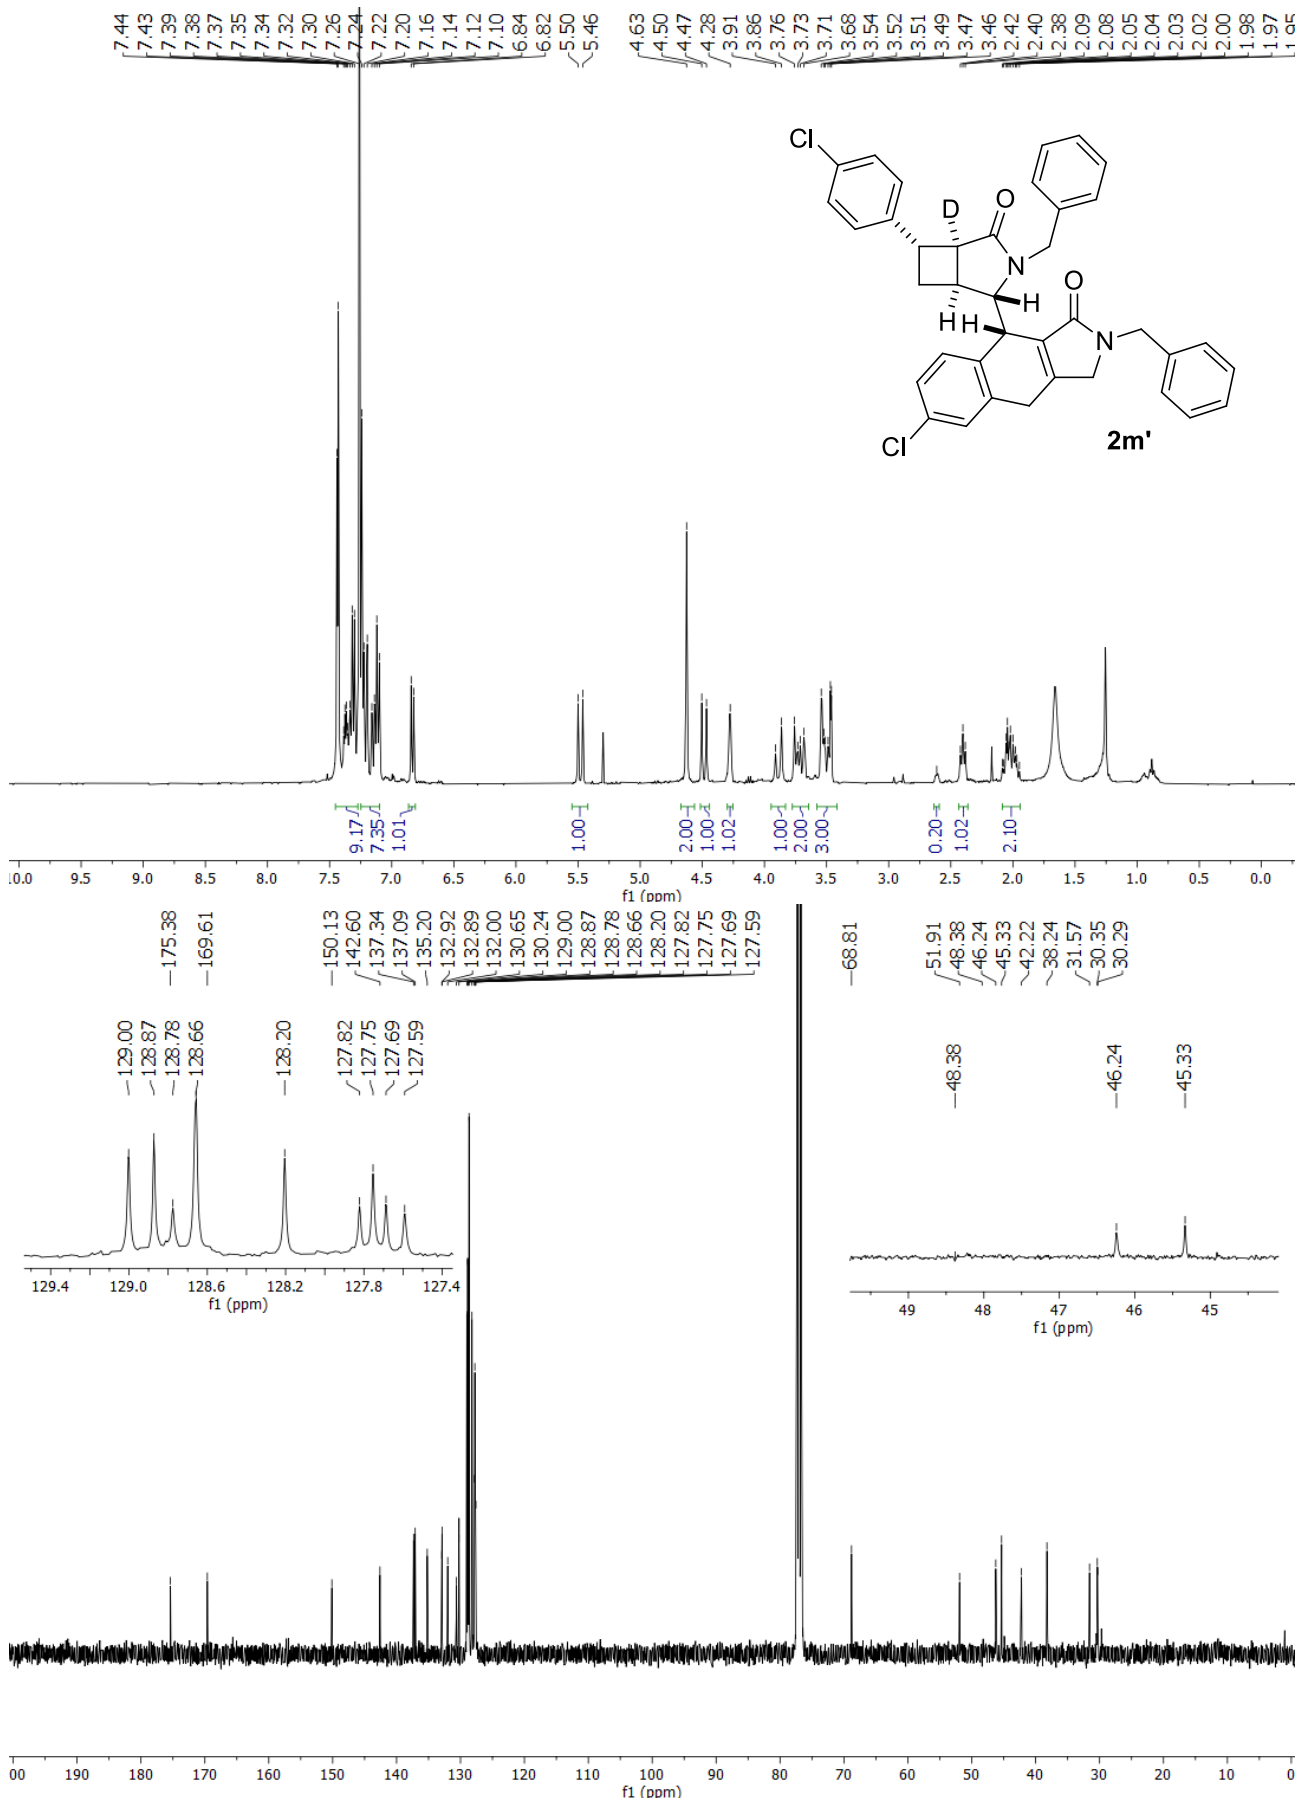 7.44 7.43 7.39 7.38 7.37 7.35 7.34 7.32 7.30 7.26 7.24 7.22 7.20 7.16 7.14 7.12 7.10 6.84 6.82 5.50 5.46 4.63 4.50 4.47 4.28 3.91 3.86 3.76 3.73 3.71 3.68 3.54 3.52 3.51 3.49 3.47 3.46 2.42 2.40 2.38 2.09 2.08 2.05 2.04 2.03 2.02 2.00 1.98 1.97 1.95
Cl
D
O
N
H
O
H
H
N
Cl
2m'
9.17 7.35 1.01 1.00 2.00 1.00 1.02 1.00 2.00 3.00 0.20 1.02 2.10
10.0 9.5 9.0 8.5 8.0 7.5 7.0 6.5 6.0 5.5 5.0 4.5 4.0 3.5 3.0 2.5 2.0 1.5 1.0 0.5 0.0
f1 (ppm)
175.38 169.61 150.13 142.60 137.34 137.09 135.20 132.92 132.89 132.00 130.65 130.24 129.00 128.87 128.78 128.66 128.20 127.82 127.75 127.69 127.59 68.81 51.91 48.38 46.24 45.33 42.22 38.24 31.57 30.35 30.29
129.00 128.87 128.78 128.66 128.20 127.82 127.75 127.69 127.59
48.38 46.24 45.33
129.4 129.0 128.6 128.2 127.8 127.4
f1 (ppm)
49 48 47 46 45
f1 (ppm)
00 190 180 170 160 150 140 130 120 110 100 90 80 70 60 50 40 30 20 10 0
f1 (ppm)